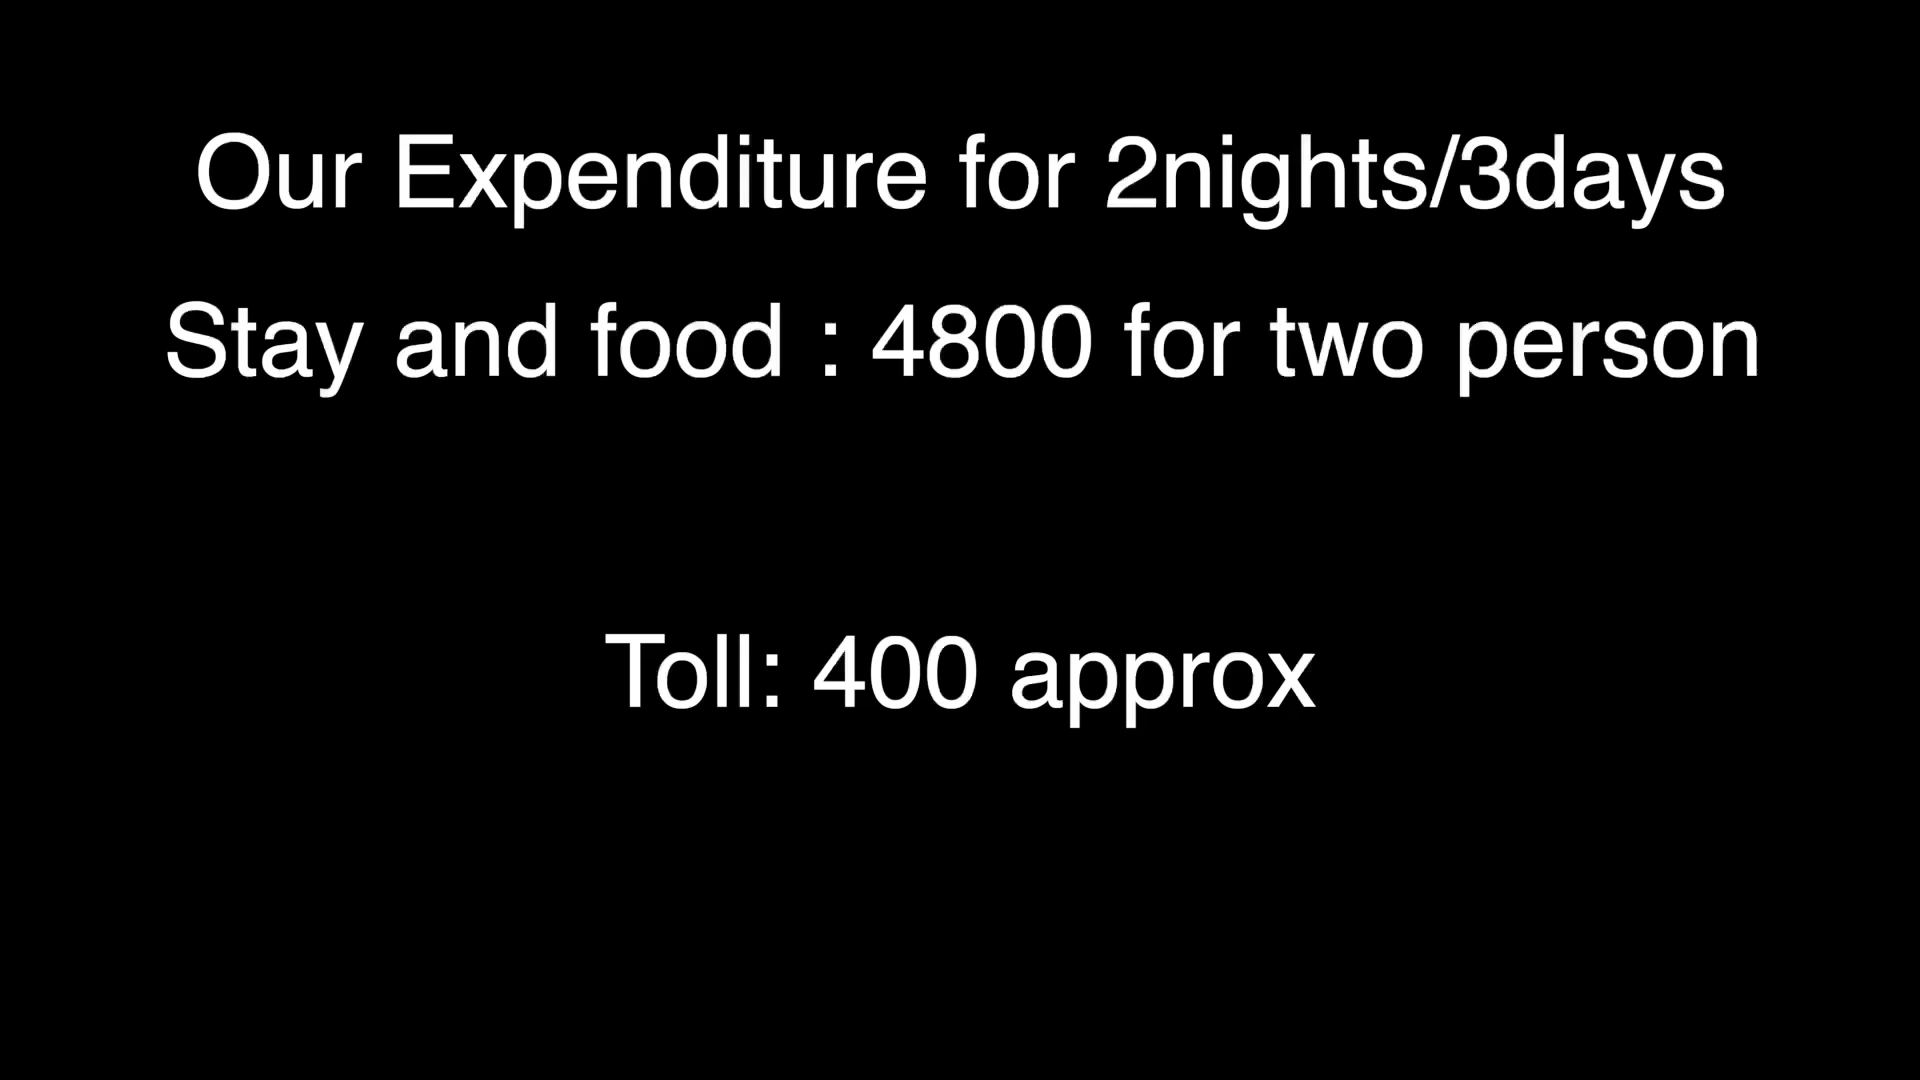 Our Expenditure for 2nights/3days
Stay and food : 4800 for two person
Toll: 400 approx